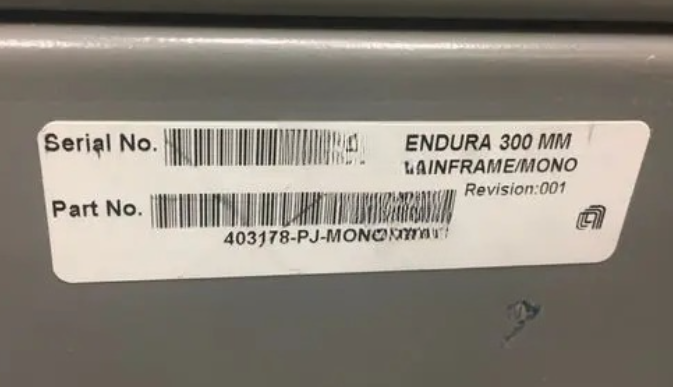 Serial No.
ENDURA 300 MM
MAINFRAME/MONO
Revision:001
Part No.
403178-PJ-MONO